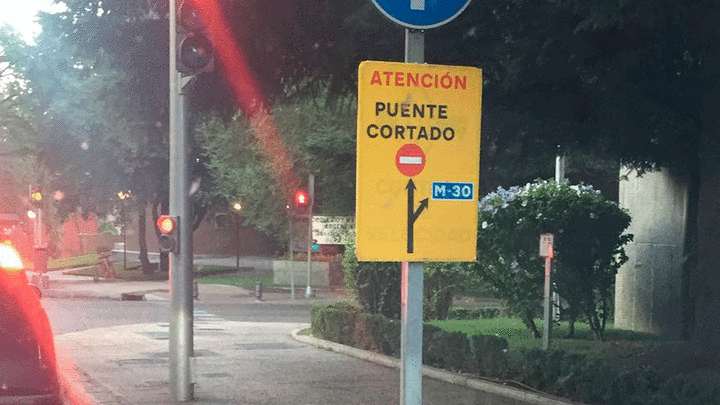 ATENCIÓN
PUENTE
CORTADO
M-30